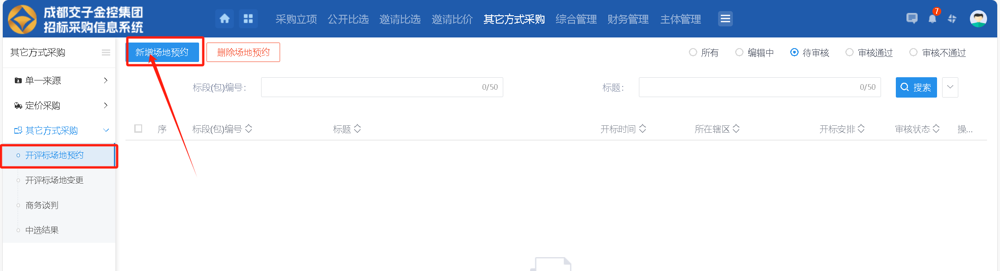 成都交子金控集团
招标采购信息系统
采购立项 公开比选 邀请比选 邀请比价 其它方式采购 综合管理 财务管理 主体管理
7
其它方式采购
新增场地预约 删除场地预约
所有 编辑中 待审核 审核通过 审核不通过
单一来源
标段(包)编号: 0/50 标题: 0/50 搜索
定价采购
其它方式采购
序 标段(包)编号 标题 开标时间 所在辖区 开标安排 审核状态 操...
开评标场地预约
开评标场地变更
商务谈判
中选结果